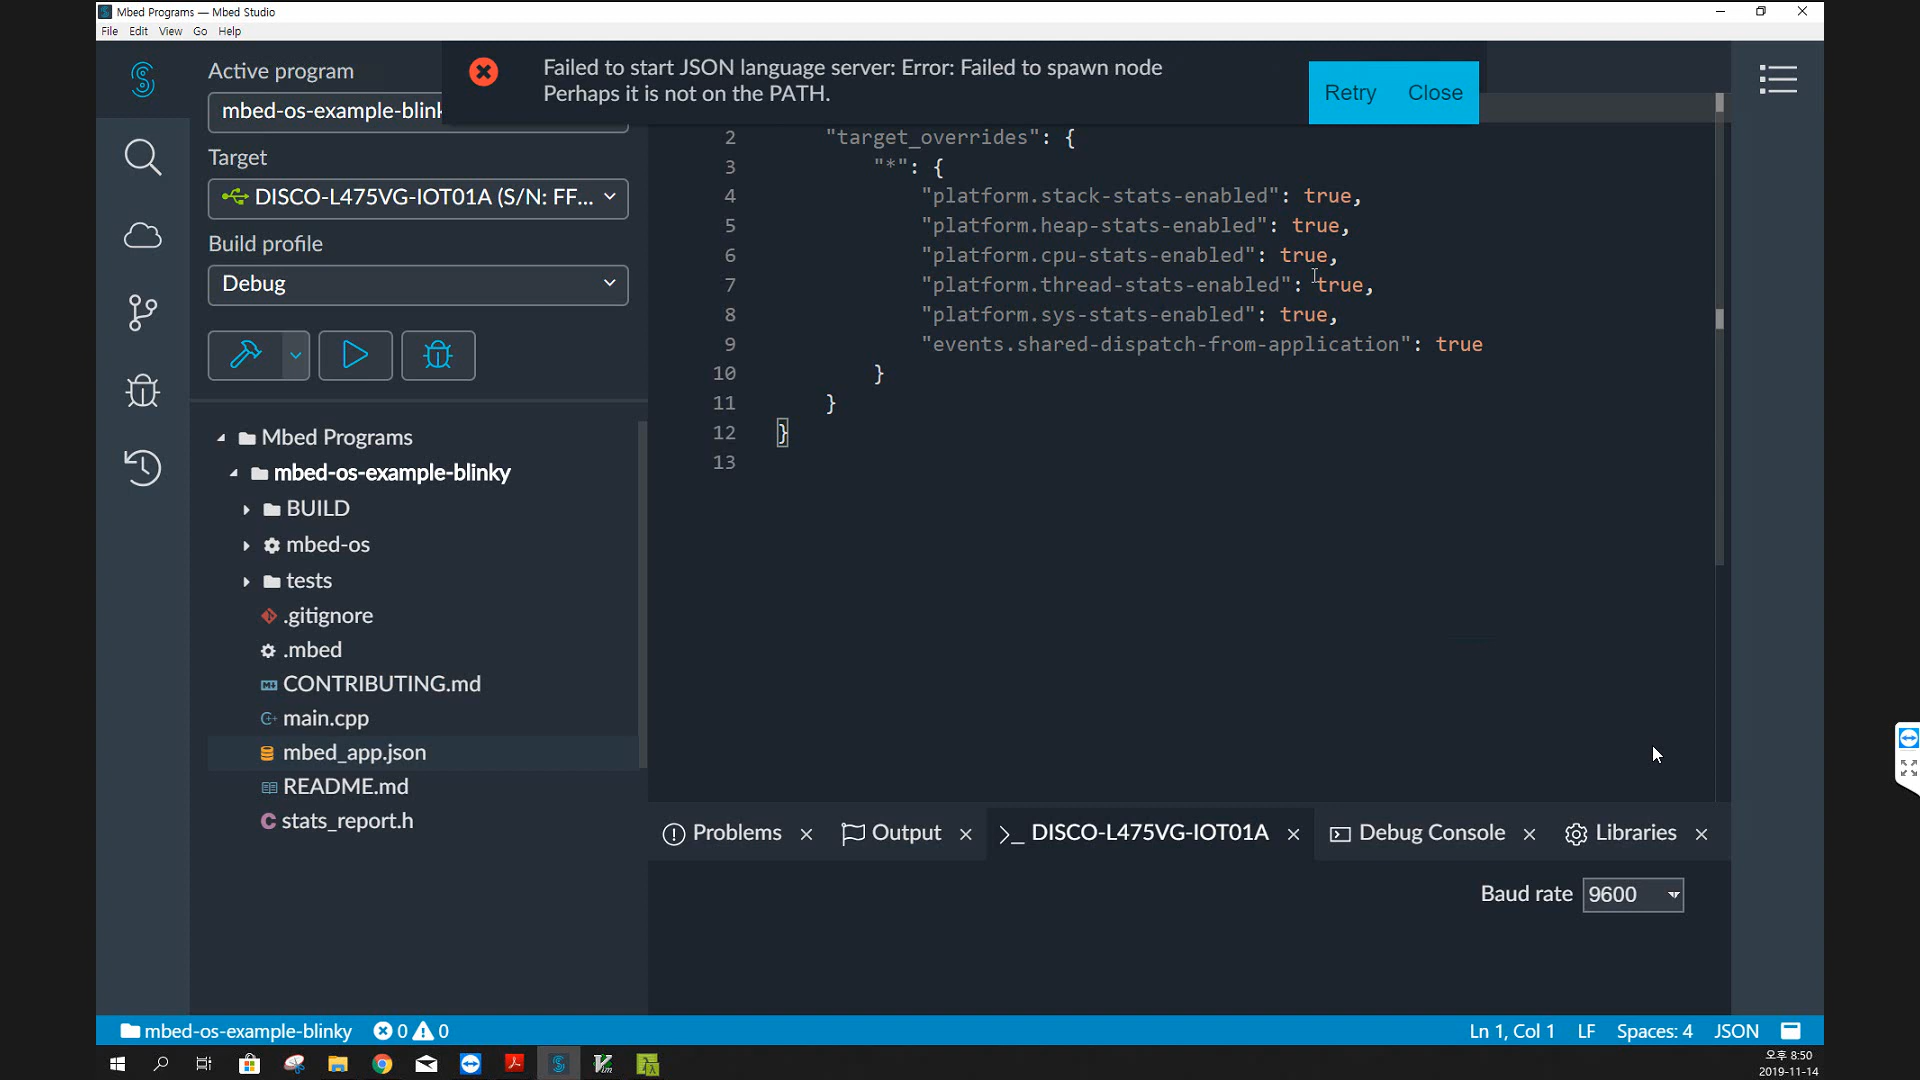 Mbed Programs — Mbed Studio
File Edit View Go Help
Active program
mbed-os-example-blink
Failed to start JSON language server: Error: Failed to spawn node
Perhaps it is not on the PATH.
Retry Close
Target
DISCO-L475VG-IOT01A (S/N: FF...
Build profile
Debug
2 "target_overrides": {
3 "*": {
4 "platform.stack-stats-enabled": true,
5 "platform.heap-stats-enabled": true,
6 "platform.cpu-stats-enabled": true,
7 "platform.thread-stats-enabled": true,
8 "platform.sys-stats-enabled": true,
9 "events.shared-dispatch-from-application": true
10 }
11 }
12 }
13
Mbed Programs
mbed-os-example-blinky
BUILD
mbed-os
tests
.gitignore
.mbed
CONTRIBUTING.md
main.cpp
mbed_app.json
README.md
stats_report.h
Problems × Output × DISCO-L475VG-IOT01A × Debug Console × Libraries ×
Baud rate 9600
mbed-os-example-blinky 0 0
Ln 1, Col 1 LF Spaces: 4 JSON
오후 8:50
2019-11-14